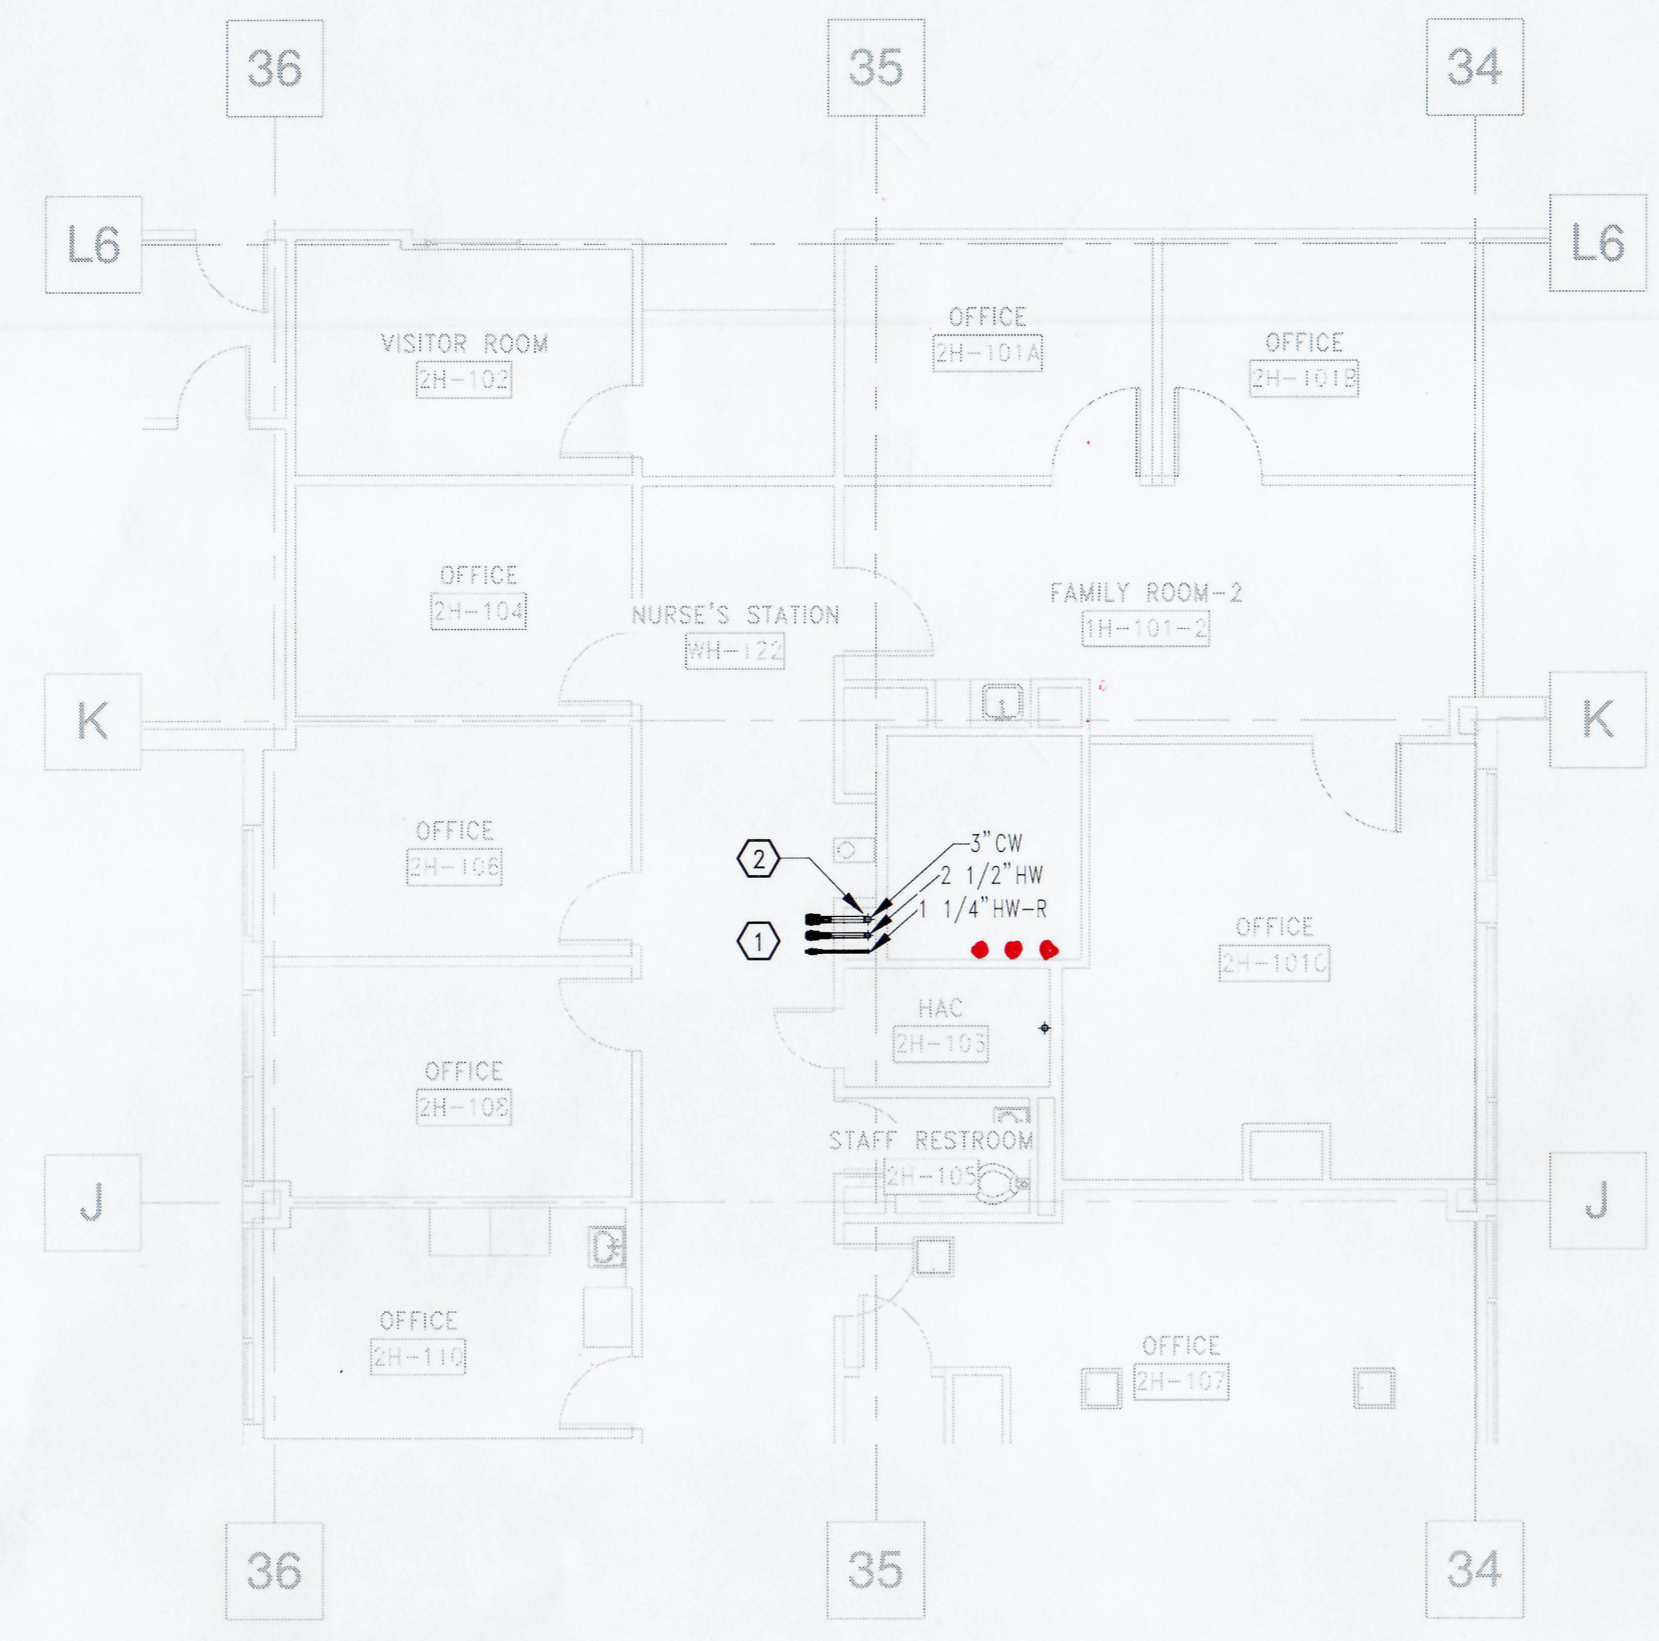 36
35
34
L6
L6
OFFICE
2H-101A
VISITOR ROOM
2H-102
OFFICE
2H-101B
OFFICE
2H-104
NURSE'S STATION
WH-122
FAMILY ROOM-2
1H-101-2
K
K
OFFICE
2H-106
2
3" CW
2 1/2" HW
1 1/4" HW-R
1
OFFICE
2H-101C
HAC
2H-103
OFFICE
2H-108
STAFF RESTROOM
2H-105
J
J
OFFICE
2H-110
OFFICE
2H-107
36
35
34